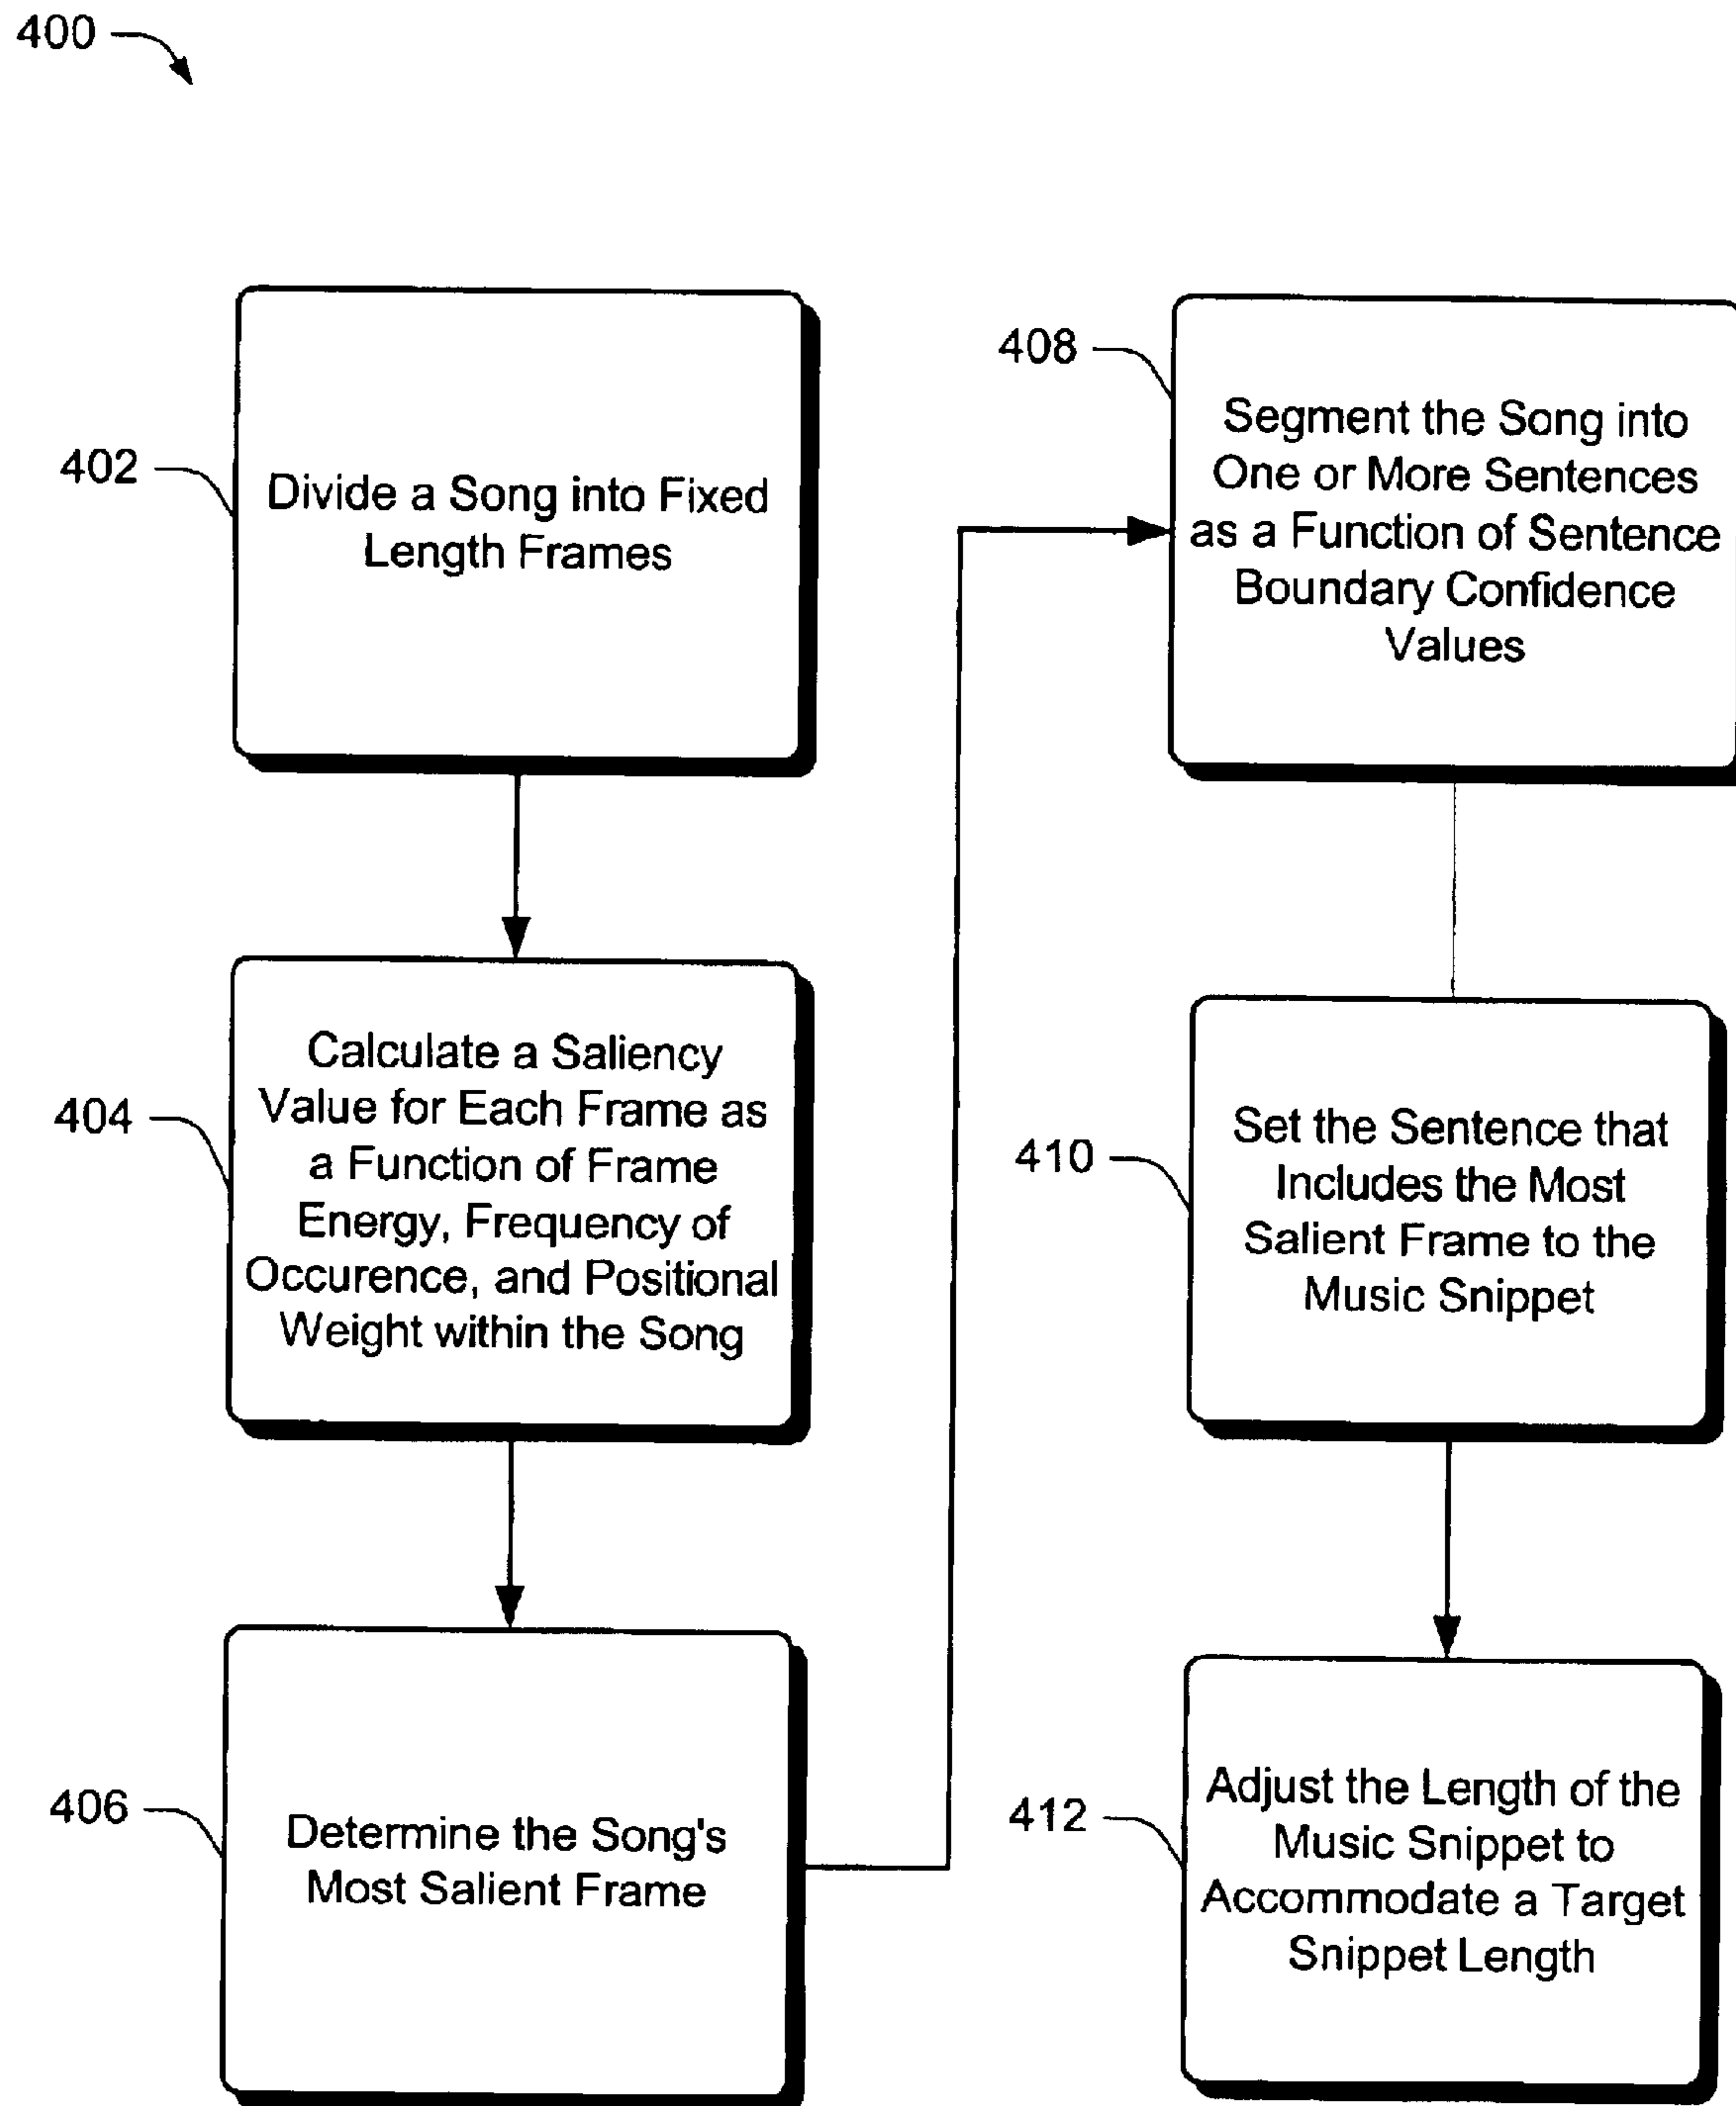 400
402
Divide a Song into Fixed
Length Frames
404
Calculate a Saliency
Value for Each Frame as
a Function of Frame
Energy, Frequency of
Occurence, and Positional
Weight within the Song
406
Determine the Song's
Most Salient Frame
408
Segment the Song into
One or More Sentences
as a Function of Sentence
Boundary Confidence
Values
410
Set the Sentence that
Includes the Most
Salient Frame to the
Music Snippet
412
Adjust the Length of the
Music Snippet to
Accommodate a Target
Snippet Length